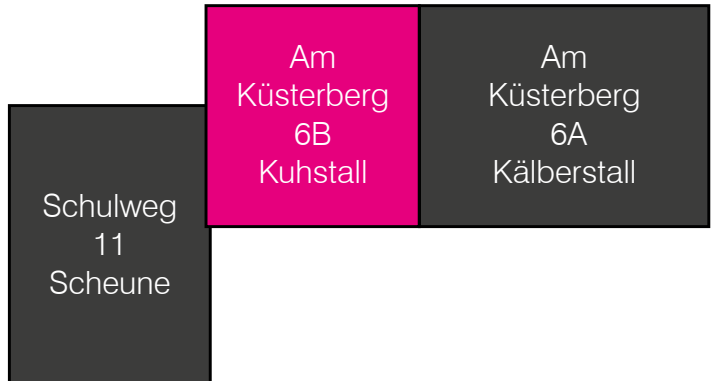 Am
Küsterberg
6B
Kuhstall
Am
Küsterberg
6A
Kälberstall
Schulweg
11
Scheune